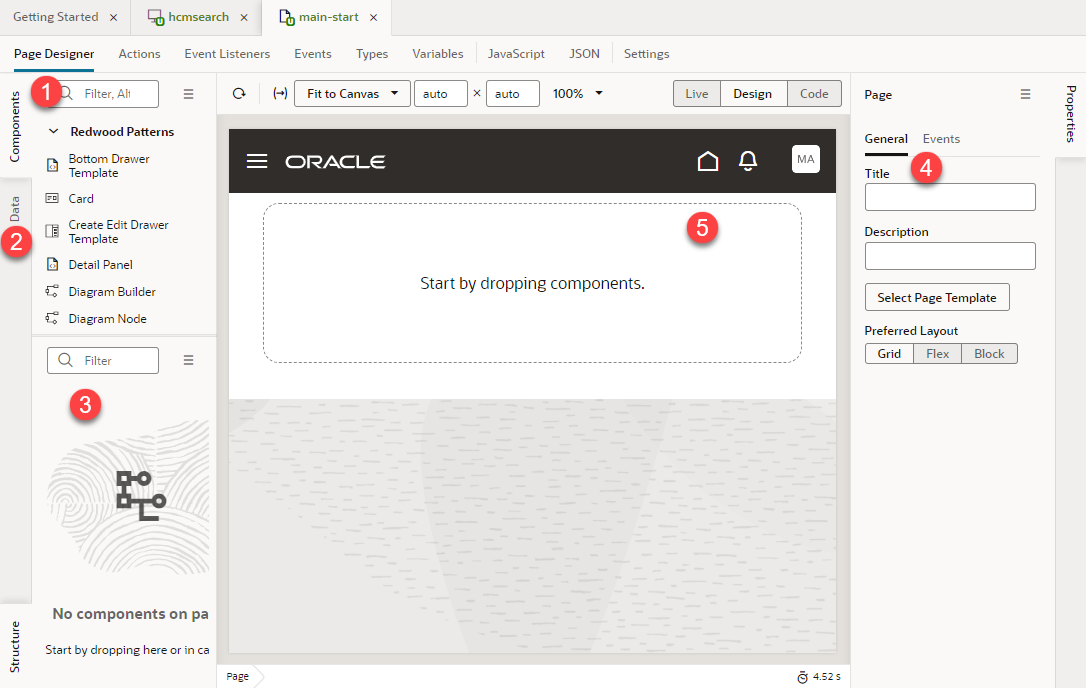 Getting Started
hcmsearch
main-start
Page Designer Actions Event Listeners Events Types Variables JavaScript JSON Settings
Components
Data
Structure
1
2
3
4
5
Filter, Alt
Redwood Patterns
Bottom Drawer
Template
Card
Create Edit Drawer
Template
Detail Panel
Diagram Builder
Diagram Node
Filter
No components on pa
Start by dropping here or in ca
Fit to Canvas auto × auto 100% Live Design Code
ORACLE MA
Start by dropping components.
Page 4.52 s
Page
General Events
Title
Description
Select Page Template
Preferred Layout
Grid Flex Block
Properties